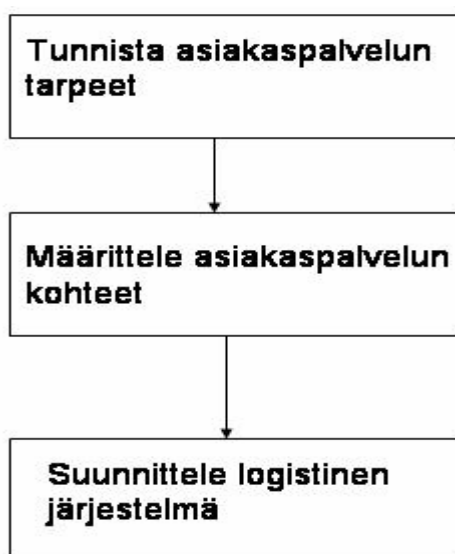 Tunnista asiakaspalvelun
tarpeet
Määrittele asiakaspalvelun
kohteet
Suunnittele logistinen
järjestelmä